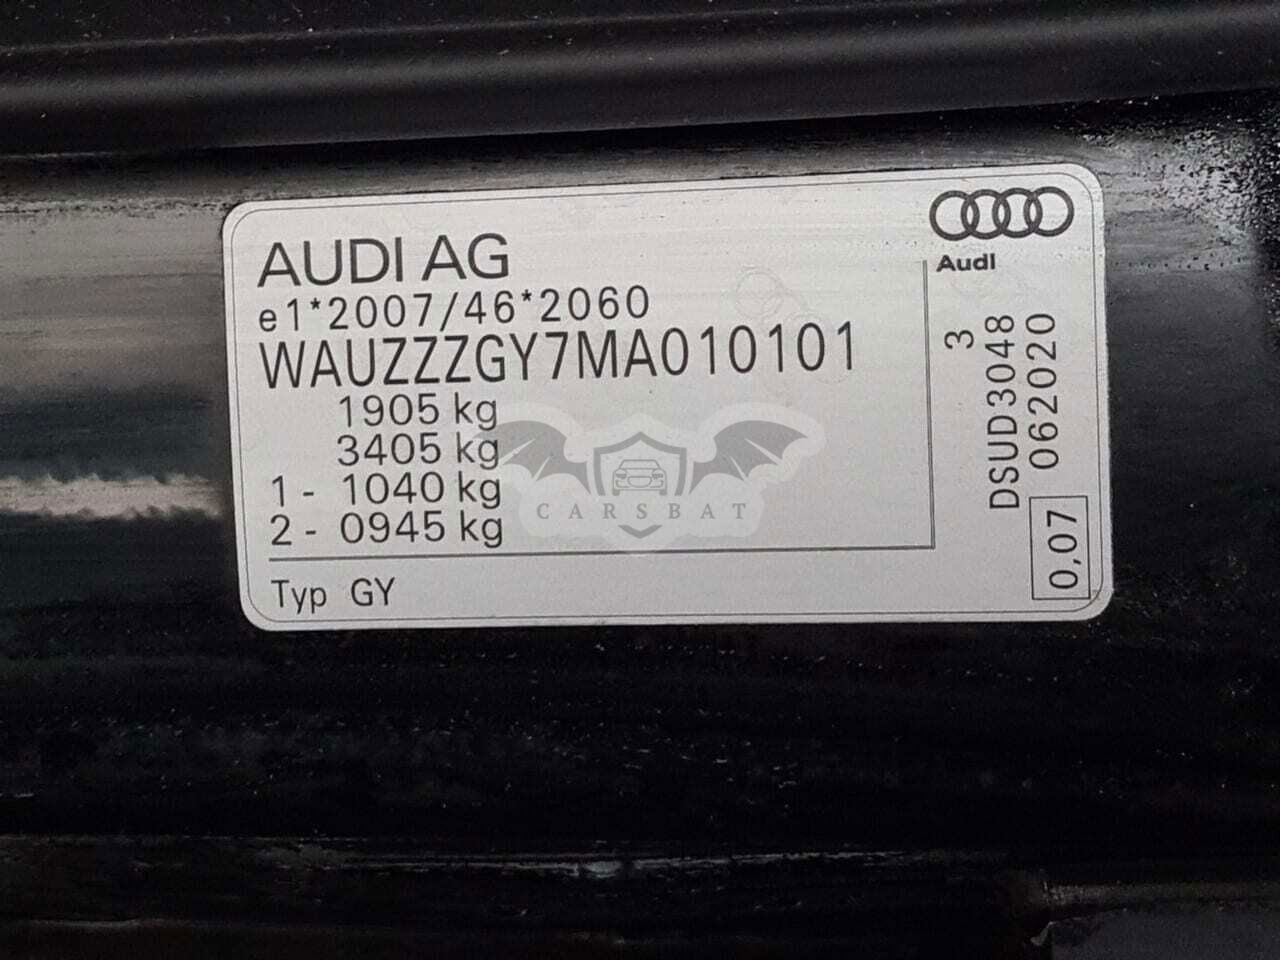 AUDI AG
Audi
e1*2007/46*2060
WAUZZZGY7MA010101
1905 kg
3405 kg
1 - 1040 kg
2 - 0945 kg
Typ GY
3
DSUD3048
062020
0,07
CARSBAT